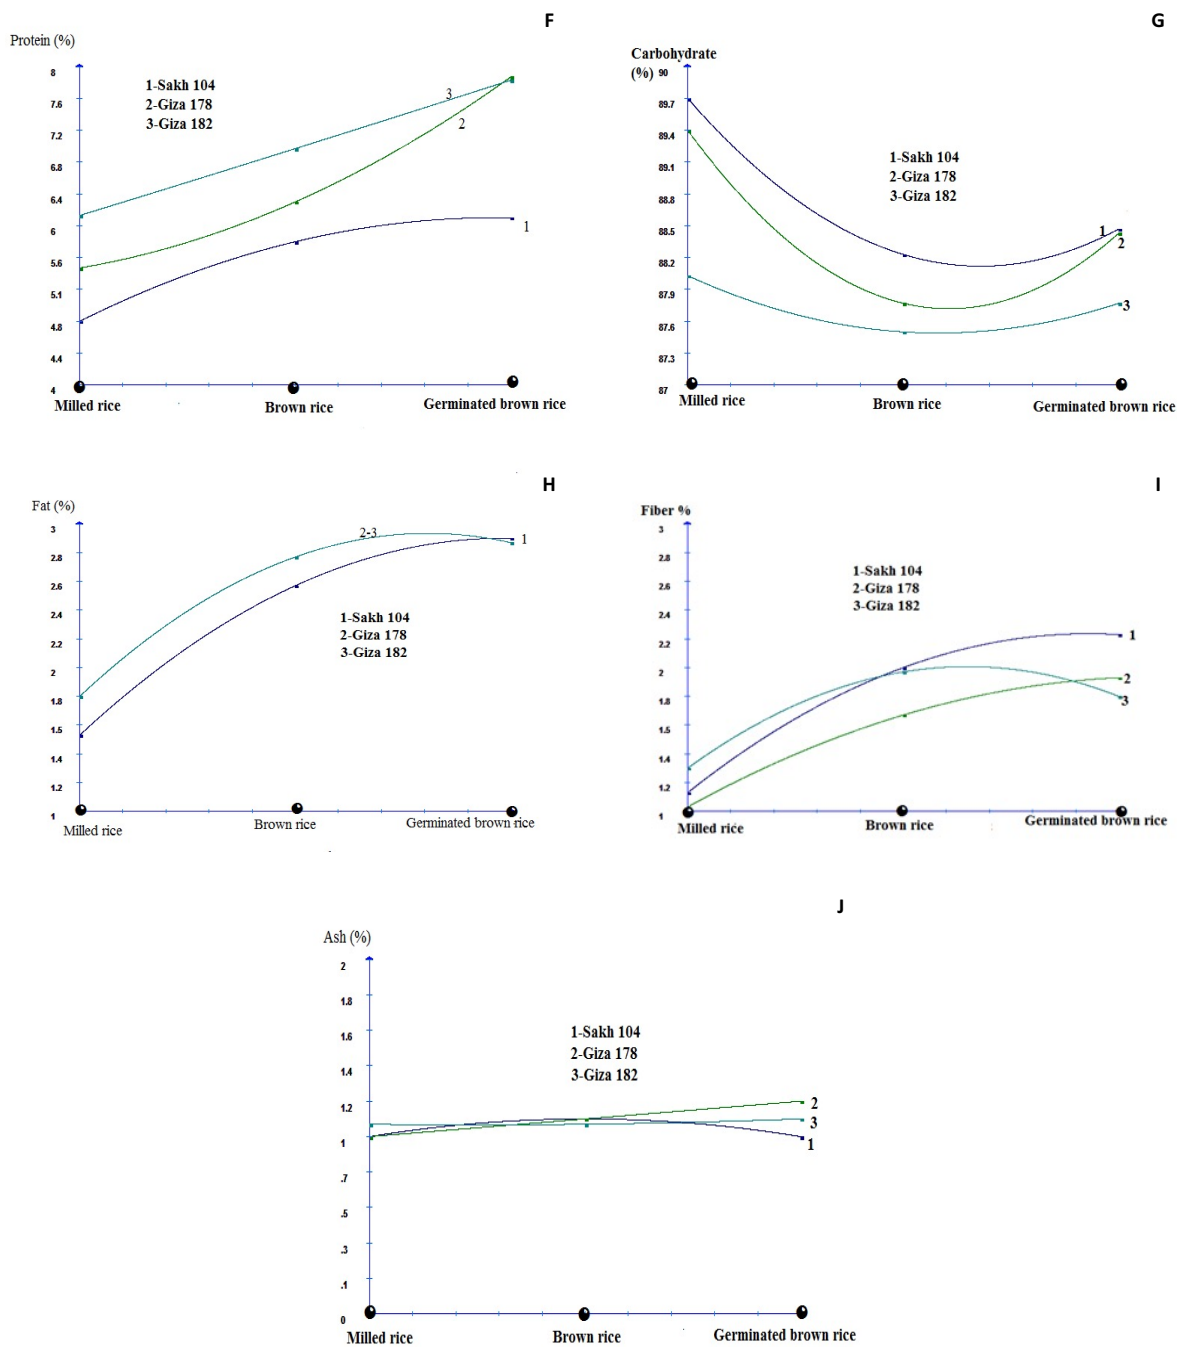 F
Protein (%)
8
7.6
7.2
6.8
6.4
6
5.6
5.1
4.8
4.4
4
1-Sakh 104
2-Giza 178
3-Giza 182
3
2
1
Milled rice
Brown rice
Germinated brown rice
G
Carbohydrate
(%)
90
89.7
89.4
89.1
88.8
88.5
88.2
87.9
87.6
87.3
87
1-Sakh 104
2-Giza 178
3-Giza 182
1
2
3
Milled rice
Brown rice
Germinated brown rice
H
Fat (%)
3
2.8
2.6
2.4
2.2
2
1.8
1.5
1.4
1.2
1
2-3
1
1-Sakh 104
2-Giza 178
3-Giza 182
Milled rice
Brown rice
Germinated brown rice
I
Fiber %
3
2.8
2.6
2.4
2.2
2
1.8
1.5
1.4
1.2
1
1-Sakh 104
2-Giza 178
3-Giza 182
1
2
3
Milled rice
Brown rice
Germinated brown rice
J
Ash (%)
2
1.8
1.6
1.4
1.2
1
.7
.5
.3
.1
0
1-Sakh 104
2-Giza 178
3-Giza 182
2
3
1
Milled rice
Brown rice
Germinated brown rice